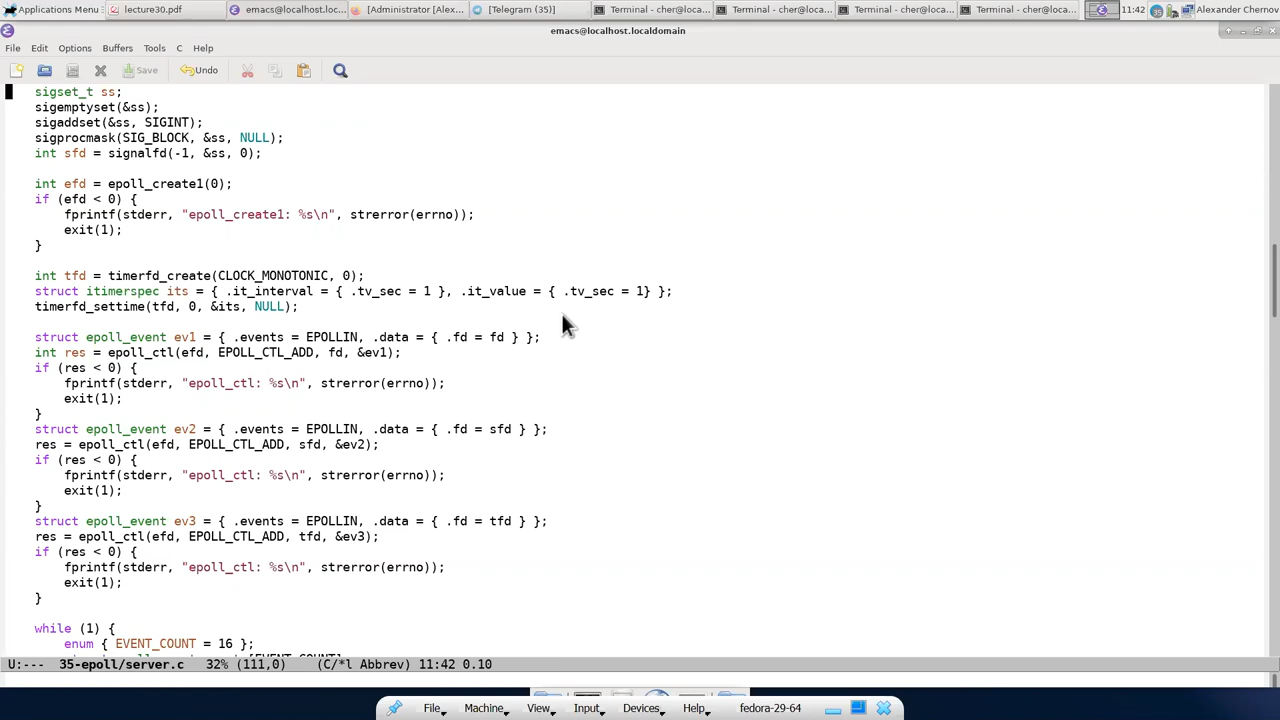 Applications Menu lecture30.pdf emacs@localhost.loc... [Administrator [Alex... [Telegram (35)] Terminal - cher@loca... Terminal - cher@loca... Terminal - cher@loca... Terminal - cher@loca... 11:42 35 Alexander Chernov
emacs@localhost.localdomain
File Edit Options Buffers Tools C Help
Save Undo
sigset_t ss;
sigemptyset(&ss);
sigaddset(&ss, SIGINT);
sigprocmask(SIG_BLOCK, &ss, NULL);
int sfd = signalfd(-1, &ss, 0);
int efd = epoll_create1(0);
if (efd < 0) {
fprintf(stderr, "epoll_create1: %s\n", strerror(errno));
exit(1);
}
int tfd = timerfd_create(CLOCK_MONOTONIC, 0);
struct itimerspec its = { .it_interval = { .tv_sec = 1 }, .it_value = { .tv_sec = 1} };
timerfd_settime(tfd, 0, &its, NULL);
struct epoll_event ev1 = { .events = EPOLLIN, .data = { .fd = fd } };
int res = epoll_ctl(efd, EPOLL_CTL_ADD, fd, &ev1);
if (res < 0) {
fprintf(stderr, "epoll_ctl: %s\n", strerror(errno));
exit(1);
}
struct epoll_event ev2 = { .events = EPOLLIN, .data = { .fd = sfd } };
res = epoll_ctl(efd, EPOLL_CTL_ADD, sfd, &ev2);
if (res < 0) {
fprintf(stderr, "epoll_ctl: %s\n", strerror(errno));
exit(1);
}
struct epoll_event ev3 = { .events = EPOLLIN, .data = { .fd = tfd } };
res = epoll_ctl(efd, EPOLL_CTL_ADD, tfd, &ev3);
if (res < 0) {
fprintf(stderr, "epoll_ctl: %s\n", strerror(errno));
exit(1);
}
while (1) {
enum { EVENT_COUNT = 16 };
U:--- 35-epoll/server.c 32% (111,0) (C/*l Abbrev) 11:42 0.10
File Machine View Input Devices Help fedora-29-64